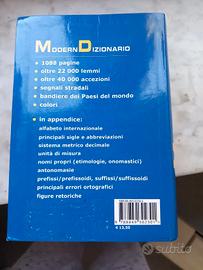 MODERN DIZIONARIO
1088 pagine
oltre 22 000 lemmi
oltre 40 000 accezioni
segnali stradali
bandiere dei Paesi del mondo
colori
in appendice:
alfabeto internazionale
principali sigle e abbreviazioni
sistema metrico decimale
unità di misura
nomi propri (etimologie, onomastici)
antonomasie
prefissi/prefissoidi, suffissi/suffissoidi
principali errori ortografici
figure retoriche
€ 13,50
subito